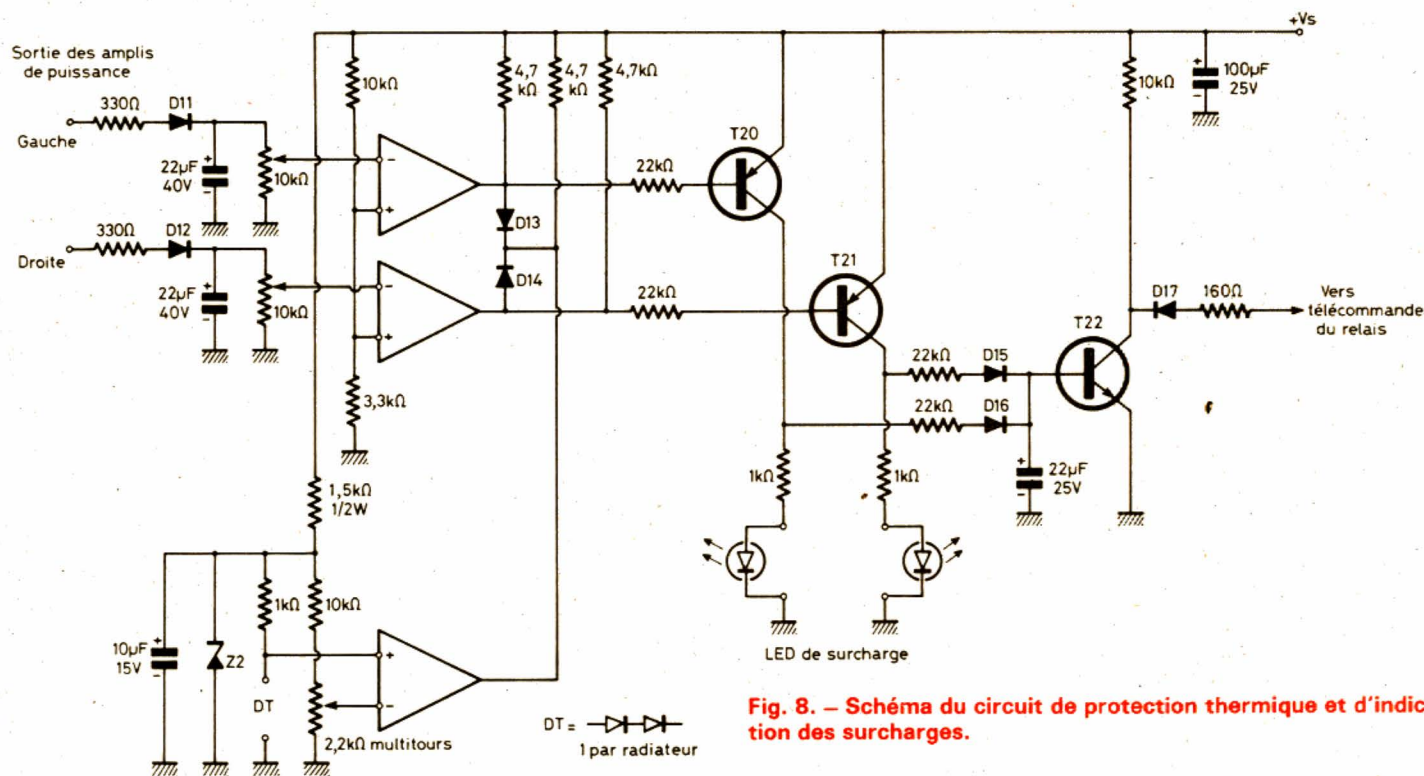 +Vs
Sortie des amplis
de puissance
10kΩ
4,7
kΩ
4,7
kΩ
4,7kΩ
10kΩ
+
100µF
25V
-
330Ω
D11
T20
Gauche
+
22µF
40V
-
10kΩ
-
22kΩ
+
D13
330Ω
D12
T21
Droite
D14
+
22µF
40V
-
10kΩ
-
22kΩ
T22
D17
160Ω
Vers
télécommande
du relais
+
22kΩ
D15
3,3kΩ
22kΩ
D16
1kΩ
1kΩ
+
22µF
25V
-
1,5kΩ
1/2W
1kΩ
10kΩ
+
10µF
15V
-
Z2
+
LED de surcharge
DT
-
2,2kΩ multitours
DT =
1 par radiateur
Fig. 8. — Schéma du circuit de protection thermique et d'indic
tion des surcharges.